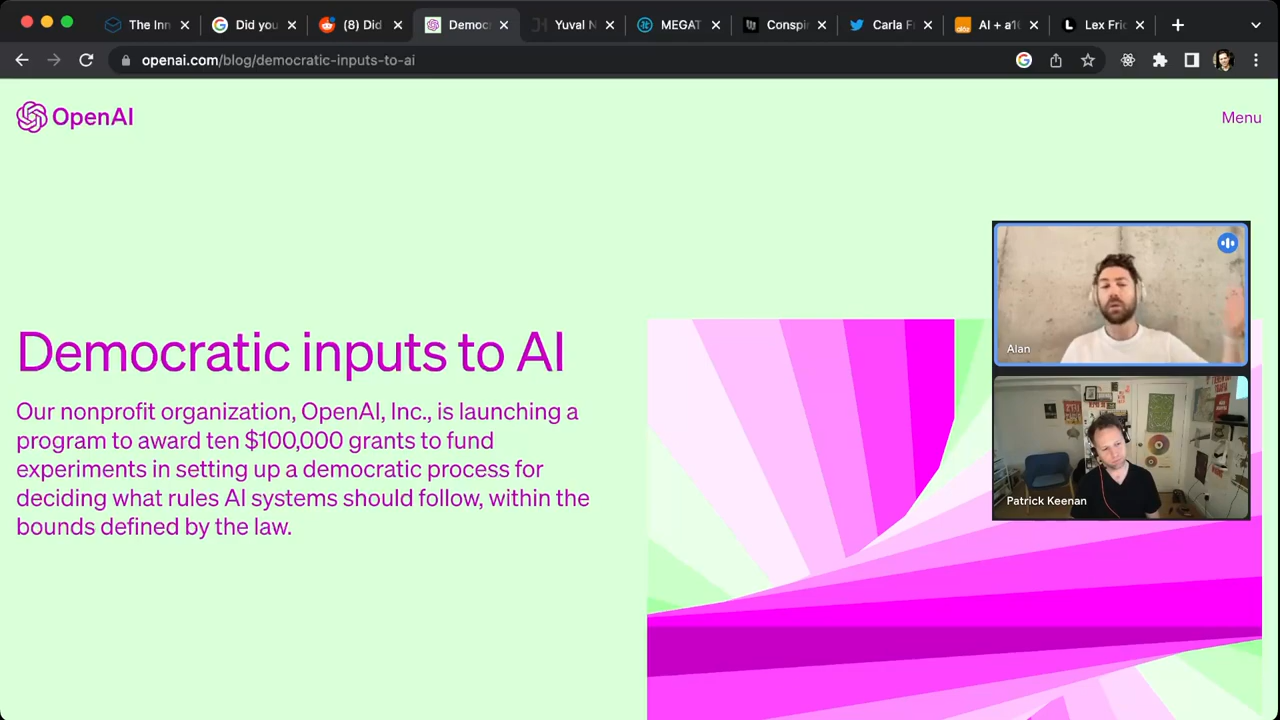 The Inn
Did you
(8) Did
Democ
Yuval N
MEGAT
Conspi
Carla F
AI + a16
Lex Fric
openai.com/blog/democratic-inputs-to-ai
OpenAI
Menu
Democratic inputs to AI
Our nonprofit organization, OpenAI, Inc., is launching a
program to award ten $100,000 grants to fund
experiments in setting up a democratic process for
deciding what rules AI systems should follow, within the
bounds defined by the law.
Alan
Patrick Keenan